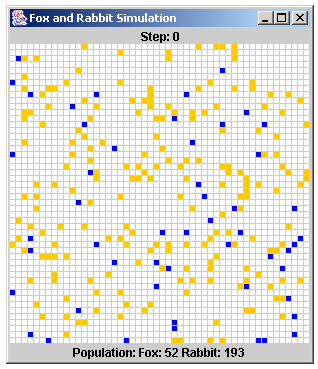 Fox and Rabbit Simulation
Step: 0
Population: Fox: 52 Rabbit: 193